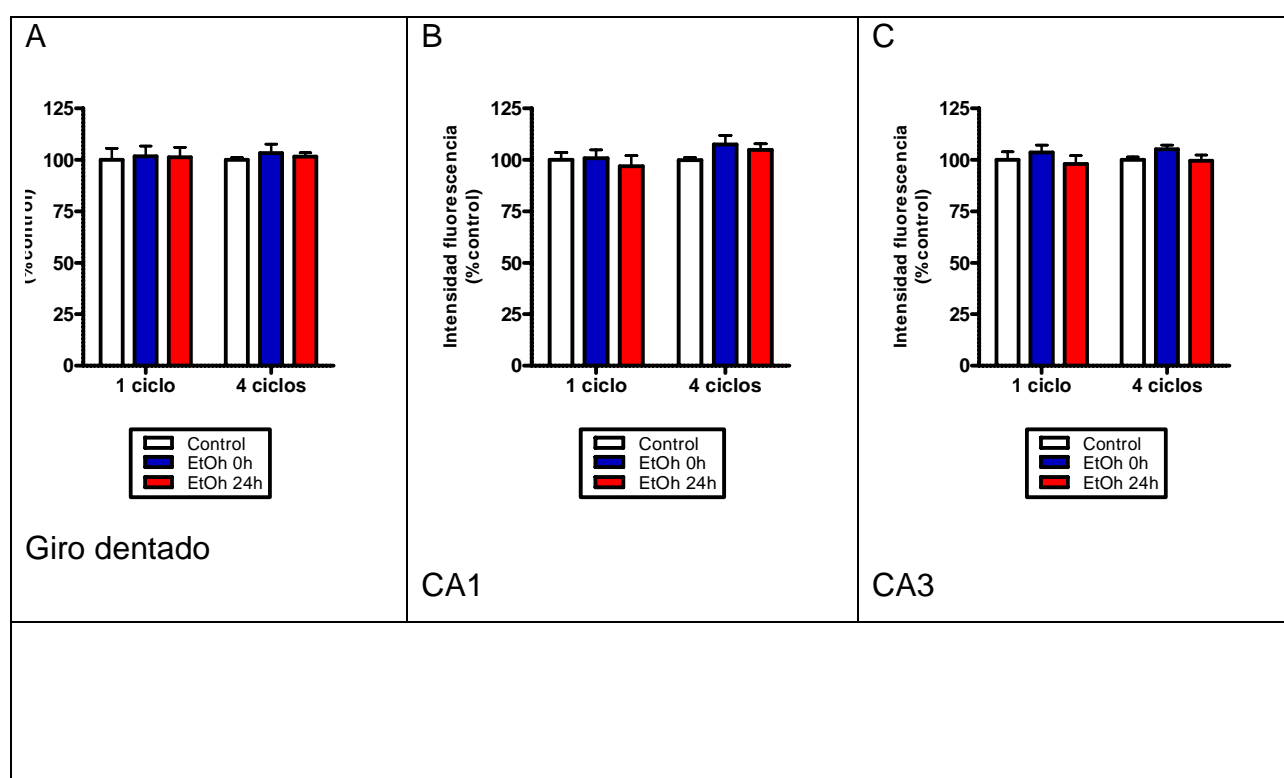 A
125
100
75
50
25
0
(%control)
1 ciclo 4 ciclos
Control
EtOh 0h
EtOh 24h
Giro dentado
B
Intensidad fluorescencia
(%control)
125
100
75
50
25
0
1 ciclo 4 ciclos
Control
EtOh 0h
EtOh 24h
CA1
C
Intensidad fluorescencia
(%control)
125
100
75
50
25
0
1 ciclo 4 ciclos
Control
EtOh 0h
EtOh 24h
CA3